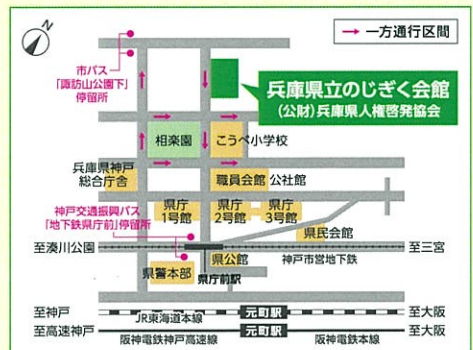 N
一方通行区間
市バス
「諏訪山公園下」
停留所
兵庫県立のじぎく会館
(公財)兵庫県人権啓発協会
相楽園
こうべ小学校
兵庫県神戸
総合庁舎
職員会館
公社館
県庁
1号館
県庁
2号館
県庁
3号館
神戸交通振興バス
「地下鉄県庁前」停留所
県民会館
至湊川公園
至三宮
県公館
神戸市営地下鉄
県警本部
県庁前駅
至神戸
元町駅
至大阪
JR東海道本線
至高速神戸
元町駅
至大阪
阪神電鉄神戸高速線
阪神電鉄本線